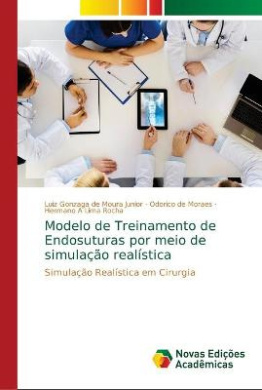 Luiz Gonzaga de Moura Junior · Odorico de Moraes ·
Hermano A Lima Rocha
Modelo de Treinamento de
Endosuturas por meio de
simulação realística
Simulação Realística em Cirurgia
Novas Edições
Acadêmicas